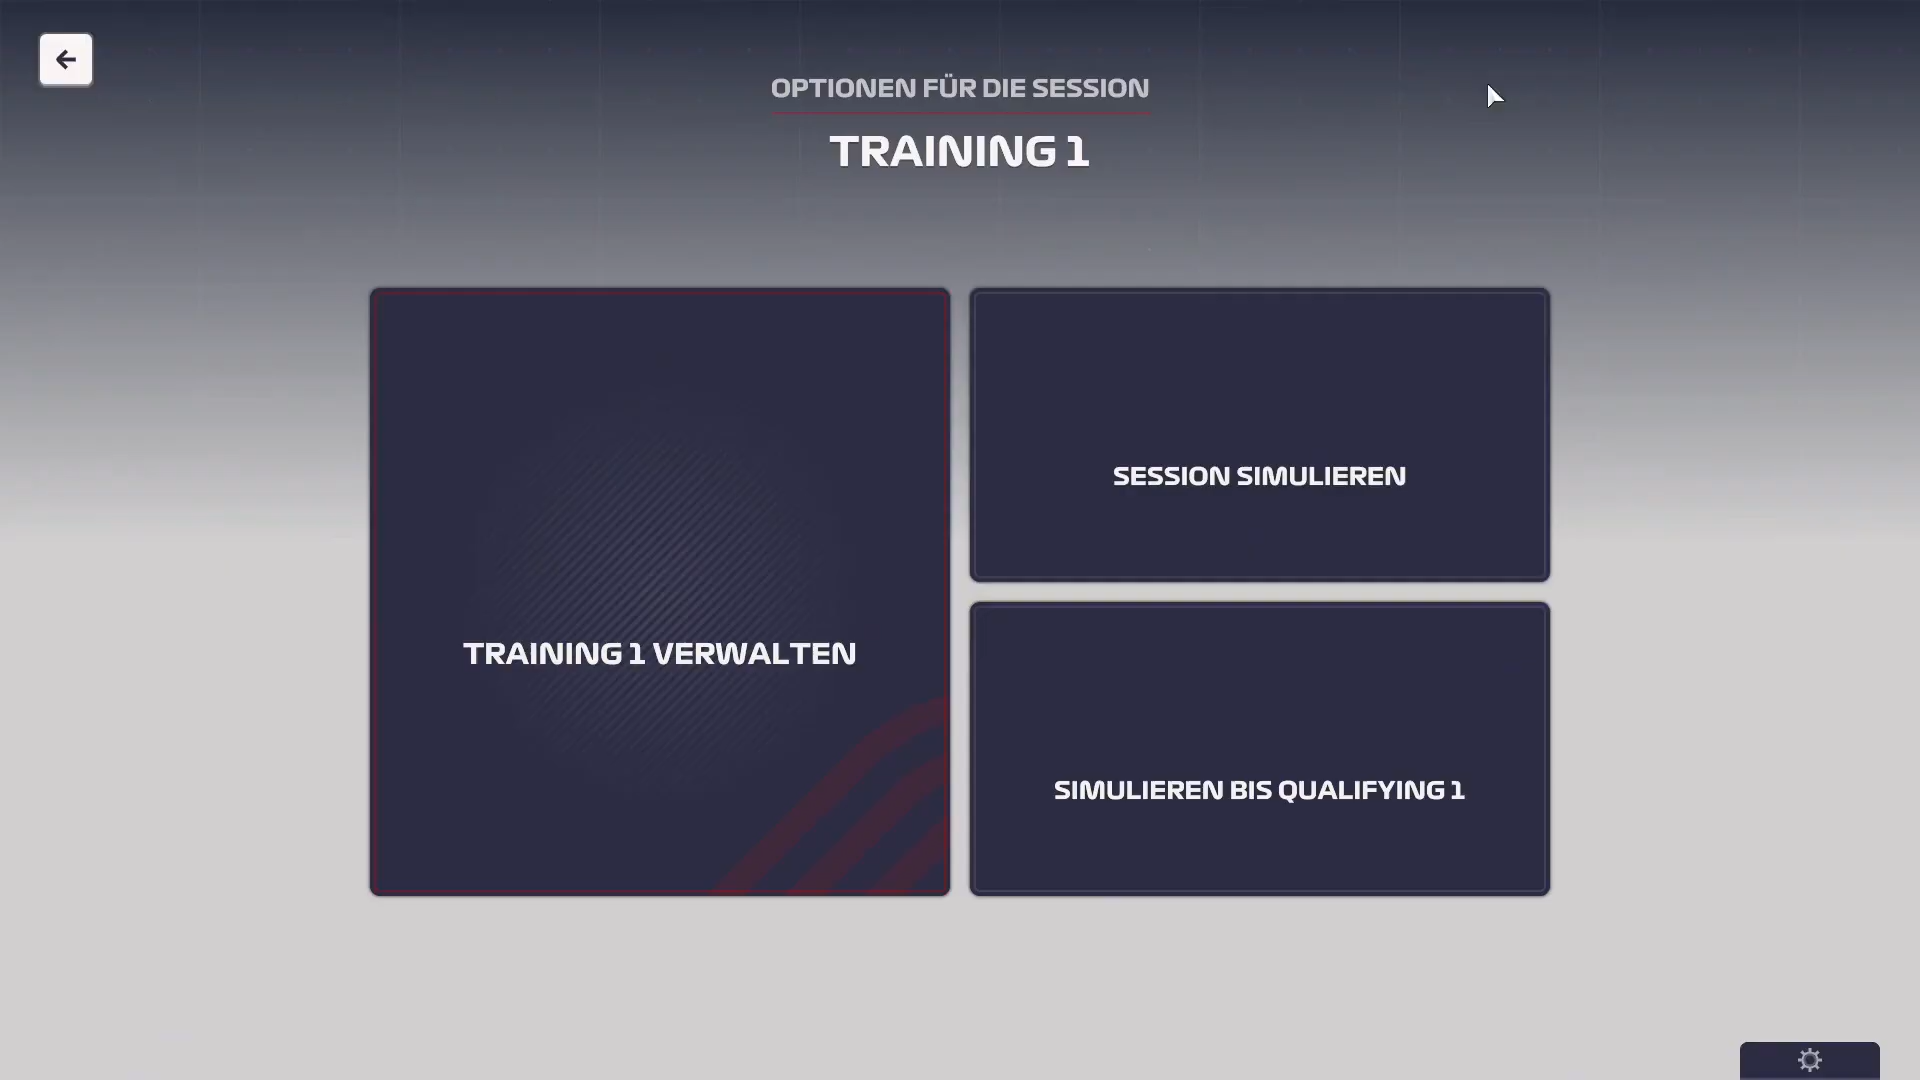 OPTIONEN FÜR DIE SESSION
TRAINING 1
TRAINING 1 VERWALTEN
SESSION SIMULIEREN
SIMULIEREN BIS QUALIFYING 1